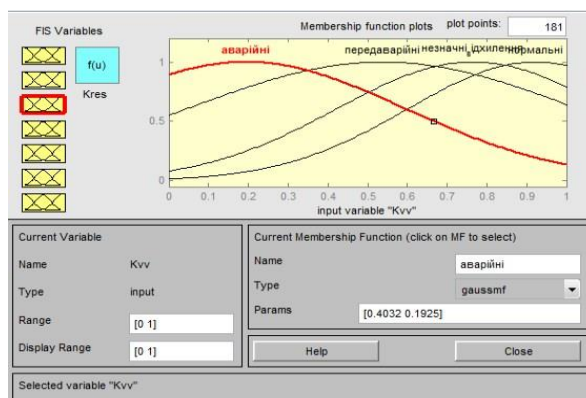 FIS Variables
Membership function plots
plot points:
181
f(u)
Kres
аварійні
передаварійні
незначні_відхилення
нормальні
1
0.5
0
0 0.1 0.2 0.3 0.4 0.5 0.6 0.7 0.8 0.9 1
input variable "Kvv"
Current Variable
Name Kvv
Type input
Range [0 1]
Display Range [0 1]
Current Membership Function (click on MF to select)
Name аварійні
Type gaussmf
Params [0.4032 0.1925]
Help Close
Selected variable "Kvv"